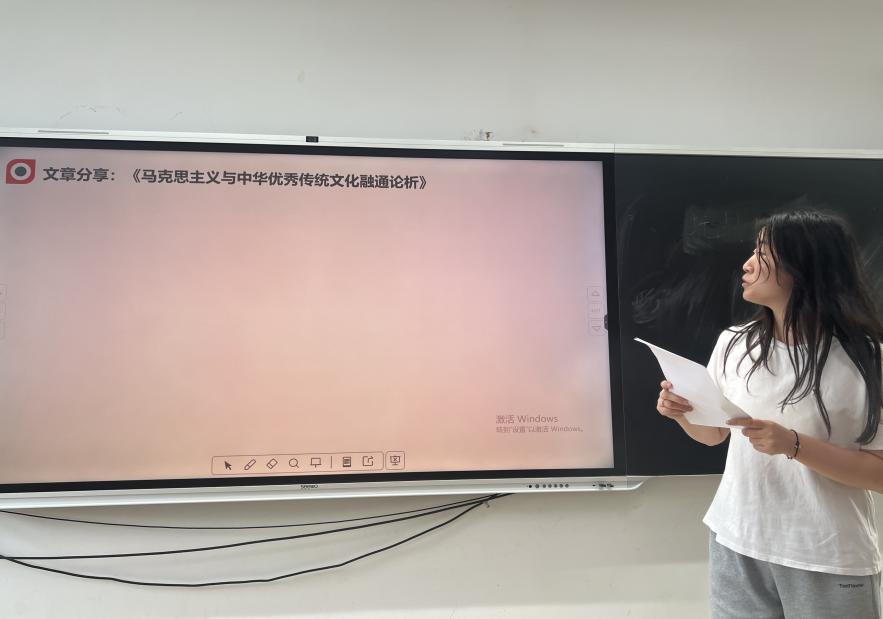 文章分享：《马克思主义与中华优秀传统文化融通论析》
激活 Windows
转到"设置"以激活 Windows。
seewo